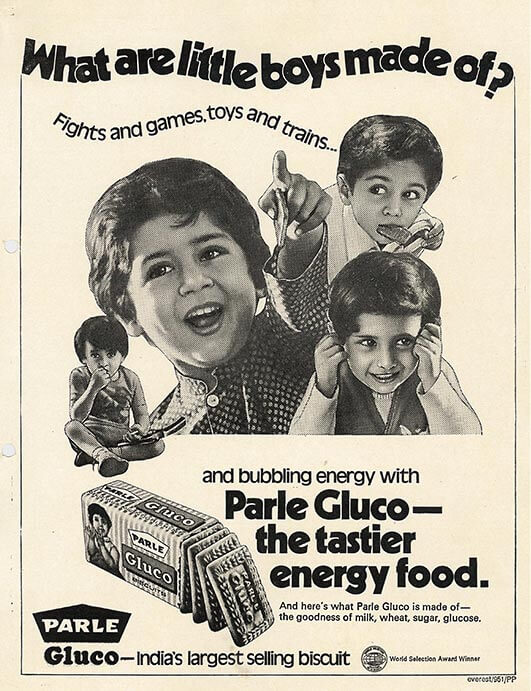 What are little boys made of?
Fights and games, toys and trains...
and bubbling energy with
Parle Gluco—
the tastier
energy food.
PARLE
Gluco
PARLE
Gluco
BISCUITS
And here's what Parle Gluco is made of—
the goodness of milk, wheat, sugar, glucose.
PARLE
Gluco—India's largest selling biscuit
World Selection Award Winner
everest/951/PP